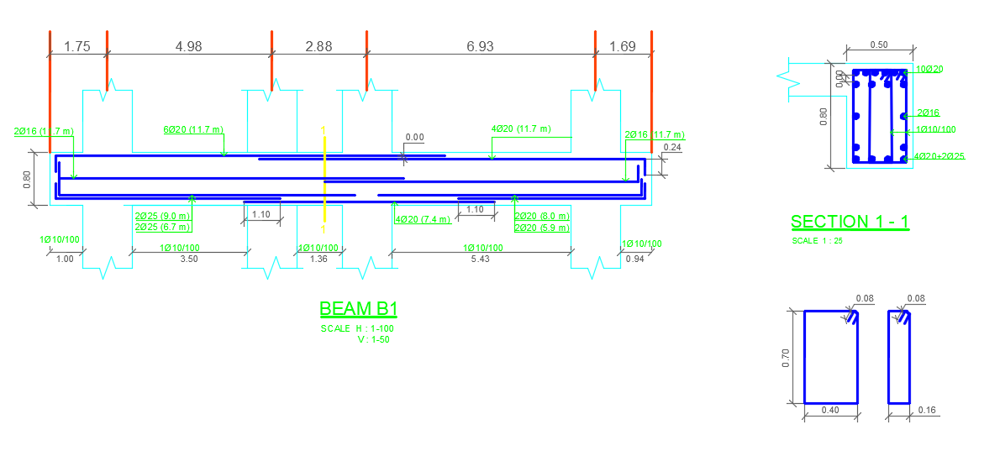 1.75
4.98
2.88
6.93
1.69
2Ø16 (11.7 m)
6Ø20 (11.7 m)
1
0.00
4Ø20 (11.7 m)
2Ø16 (11.7 m)
0.24
0.80
2Ø25 (9.0 m)
2Ø25 (6.7 m)
1.10
1
4Ø20 (7.4 m)
1.10
2Ø20 (8.0 m)
2Ø20 (5.9 m)
1Ø10/100
1Ø10/100
1Ø10/100
1Ø10/100
1Ø10/100
1.00
3.50
1.36
5.43
0.94
BEAM B1
SCALE H : 1-100
V : 1-50
0.50
0.00
0.80
10Ø20
2Ø16
1Ø10/100
4Ø20+2Ø25
SECTION 1 - 1
SCALE 1 : 25
0.08
0.08
0.70
0.40
0.16